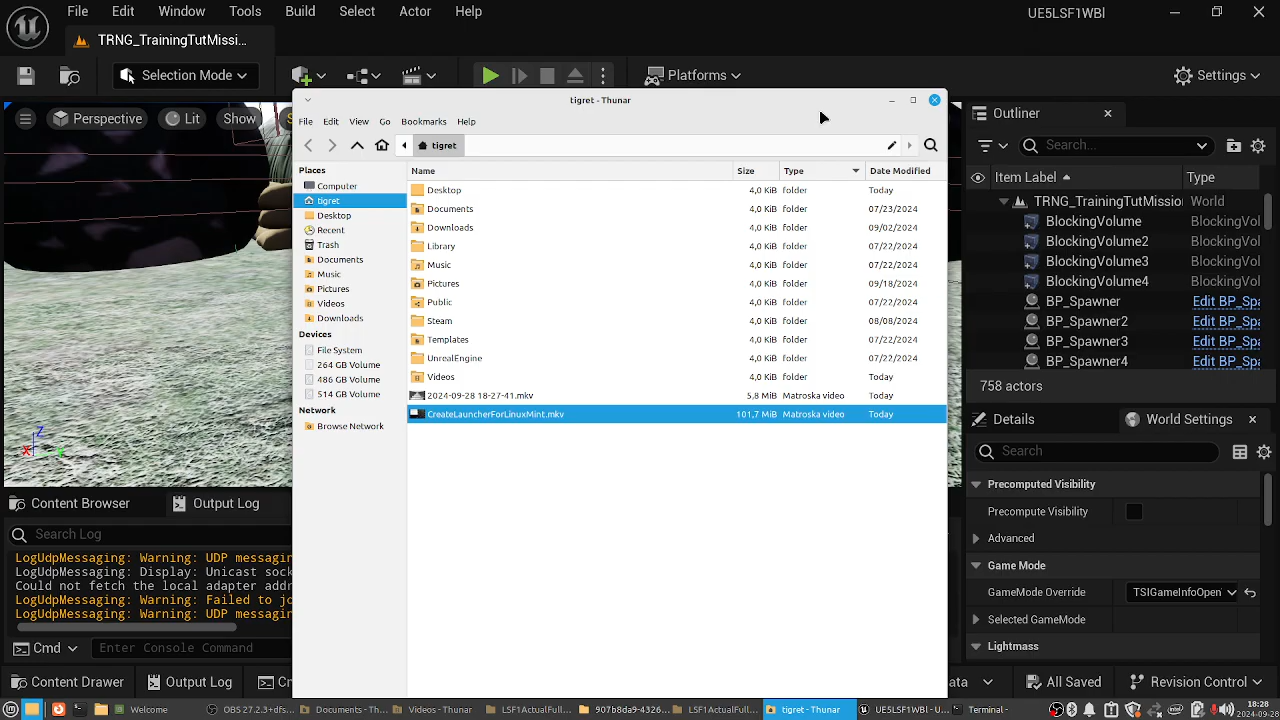 File Edit Window Tools Build Select Actor Help UE5LSF1WBl
TRNG_TrainingTutMissi...
Selection Mode Platforms Settings
Perspective Lit Show
tigret - Thunar
File Edit View Go Bookmarks Help
tigret
Places
Computer
tigret
Desktop
Recent
Trash
Documents
Music
Pictures
Videos
Downloads
Devices
File System
264 GB Volume
486 GB Volume
514 GB Volume
Network
Browse Network
Name Size Type Date Modified
Desktop 4,0 KiB folder Today
Documents 4,0 KiB folder 07/23/2024
Downloads 4,0 KiB folder 09/02/2024
Library 4,0 KiB folder 07/22/2024
Music 4,0 KiB folder 07/22/2024
Pictures 4,0 KiB folder 09/18/2024
Public 4,0 KiB folder 07/22/2024
Steam 4,0 KiB folder 08/08/2024
Templates 4,0 KiB folder 07/22/2024
UnrealEngine 4,0 KiB folder 07/22/2024
Videos 4,0 KiB folder Today
2024-09-28 18-27-41.mkv 5,8 MiB Matroska video Today
CreateLauncherForLinuxMint.mkv 101,7 MiB Matroska video Today
Outliner
Search...
Item Label Type
TRNG_TrainingTutMissio World
BlockingVolume BlockingVol
BlockingVolume2 BlockingVol
BlockingVolume3 BlockingVol
BlockingVolume4 BlockingVol
BP_Spawner Edit BP_Spa
BP_Spawner2 Edit BP_Spa
BP_Spawner3 Edit BP_Spa
BP_Spawner4 Edit BP_Spa
758 actors
Details World Settings
Search
Precomputed Visibility
Precompute Visibility
Advanced
Game Mode
GameMode Override TSIGameInfoOpen
Selected GameMode
Lightmass
Z
X
Content Browser Output Log
Search Log
LogUdpMessaging: Warning: UDP messagin
LogUdpMessaging: Display: Unicast sock
Could not fetch the local adapter addr
LogUdpMessaging: Warning: Failed to jo
LogUdpMessaging: Warning: UDP messagin
Cmd Enter Console Command
Content Drawer Output Log All Saved Revision Control
Welcome OBS 27.2.3+dfs... Documents - Th... Videos - Thunar LSF1ActualFull... 907b8da9-4326... LSF1ActualFull... tigret - Thunar UE5LSF1WBl - U... Terminal -
18:28